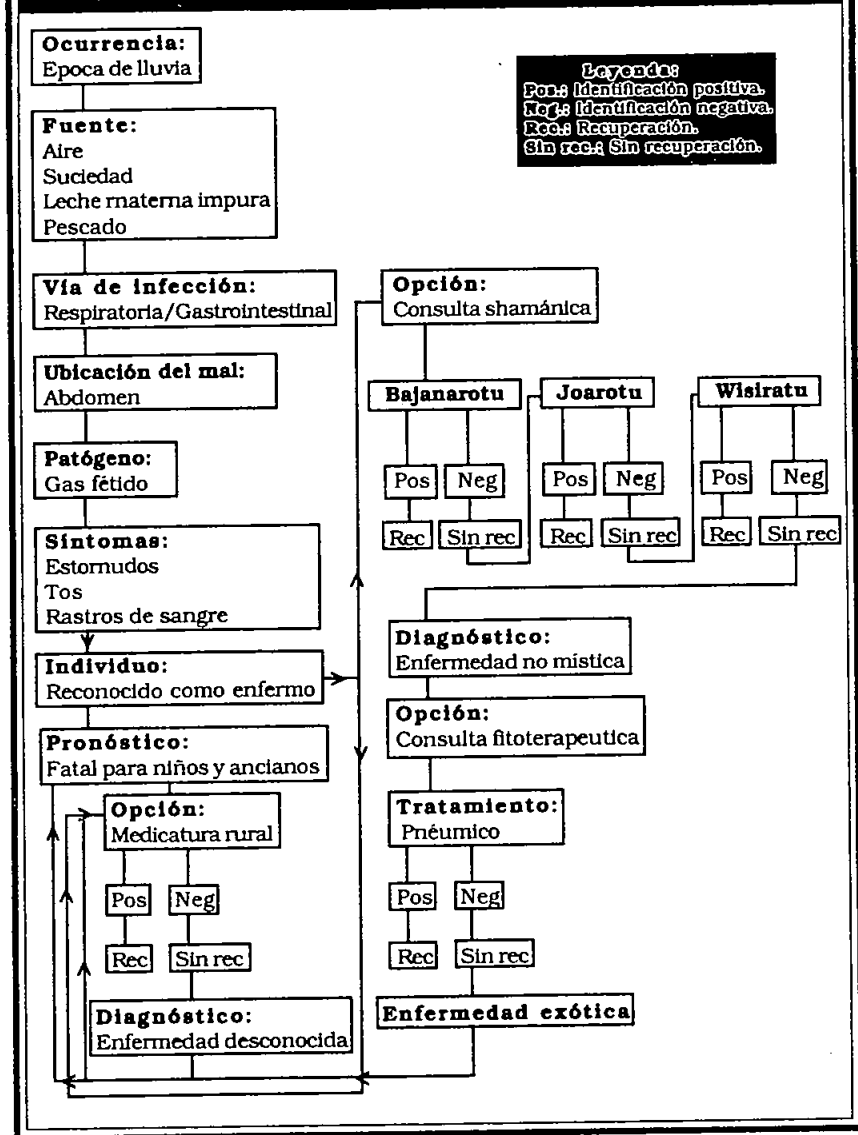 Ocurrencia:
Epoca de lluvia
Leyenda:
Pos.: Identificación positiva.
Neg.: Identificación negativa.
Rec.: Recuperación.
Sin rec.: Sin recuperación.
Fuente:
Aire
Suciedad
Leche materna impura
Pescado
Vía de infección:
Respiratoria/Gastrointestinal
Ubicación del mal:
Abdomen
Patógeno:
Gas fétido
Síntomas:
Estornudos
Tos
Rastros de sangre
Individuo:
Reconocido como enfermo
Pronóstico:
Fatal para niños y ancianos
Opción:
Medicatura rural
Pos Neg
Rec Sin rec
Diagnóstico:
Enfermedad desconocida
Opción:
Consulta shamánica
Bajanarotu Joarotu Wisiratu
Pos Neg Pos Neg Pos Neg
Rec Sin rec Rec Sin rec Rec Sin rec
Diagnóstico:
Enfermedad no mística
Opción:
Consulta fitoterapeutica
Tratamiento:
Pnéumico
Pos Neg
Rec Sin rec
Enfermedad exótica